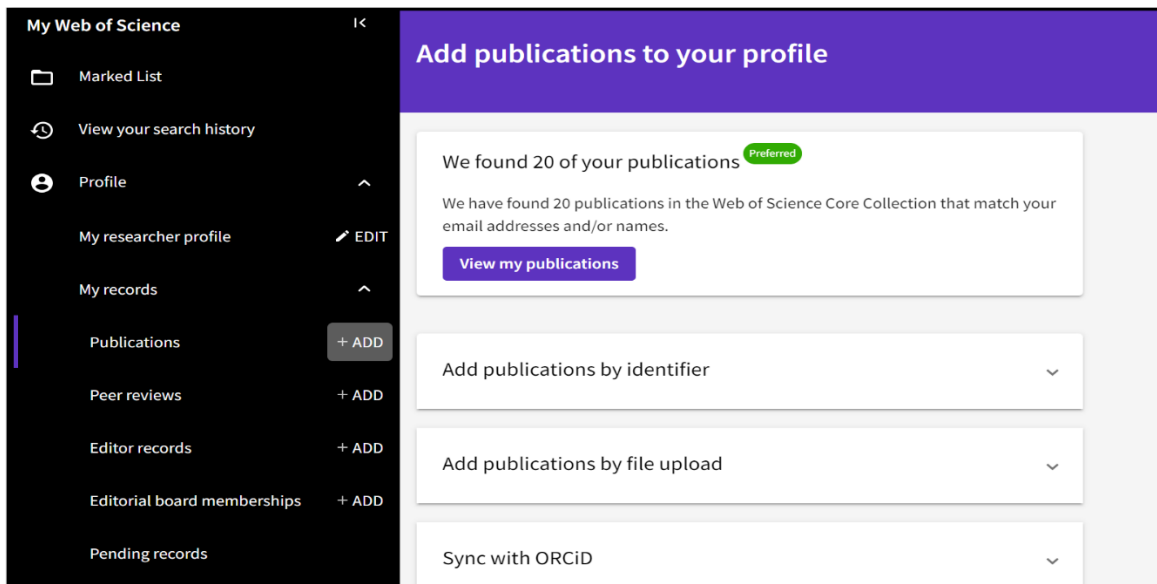 My Web of Science
Marked List
View your search history
Profile
My researcher profile
EDIT
My records
Publications
+ ADD
Peer reviews
+ ADD
Editor records
+ ADD
Editorial board memberships
+ ADD
Pending records
Add publications to your profile
We found 20 of your publications
Preferred
We have found 20 publications in the Web of Science Core Collection that match your
email addresses and/or names.
View my publications
Add publications by identifier
Add publications by file upload
Sync with ORCiD